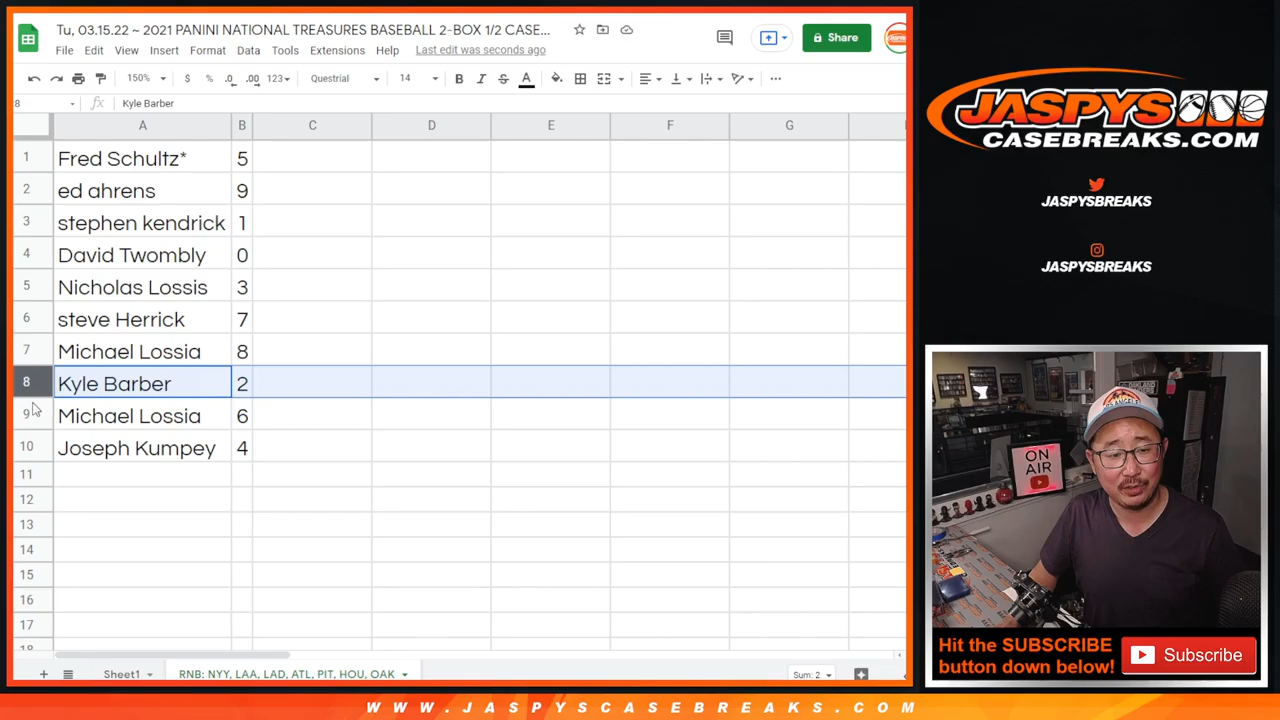 Tu, 03.15.22 ~ 2021 PANINI NATIONAL TREASURES BASEBALL 2-BOX 1/2 CASE...
File Edit View Insert Format Data Tools Extensions Help Last edit was seconds ago
Share
150% $ % .0 .00 123 Questrial 14 B I S A
8 fx Kyle Barber
A B C D E F G
1 Fred Schultz* 5
2 ed ahrens 9
3 stephen kendrick 1
4 David Twombly 0
5 Nicholas Lossis 3
6 steve Herrick 7
7 Michael Lossia 8
8 Kyle Barber 2
9 Michael Lossia 6
10 Joseph Kumpey 4
11
12
13
14
15
16
17
18
+ Sheet1 RNB: NYY, LAA, LAD, ATL, PIT, HOU, OAK Sum: 2
JASPYS
CASEBREAKS.COM
JASPYSBREAKS
JASPYSBREAKS
ON
AIR
Hit the SUBSCRIBE
button down below!
Subscribe
WWW.JASPYSCASEBREAKS.COM